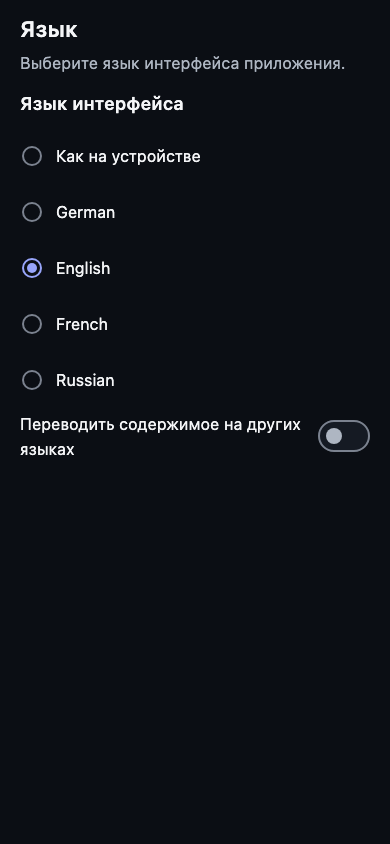 Язык
Выберите язык интерфейса приложения.
Язык интерфейса
Как на устройстве
German
English
French
Russian
Переводить содержимое на других
языках